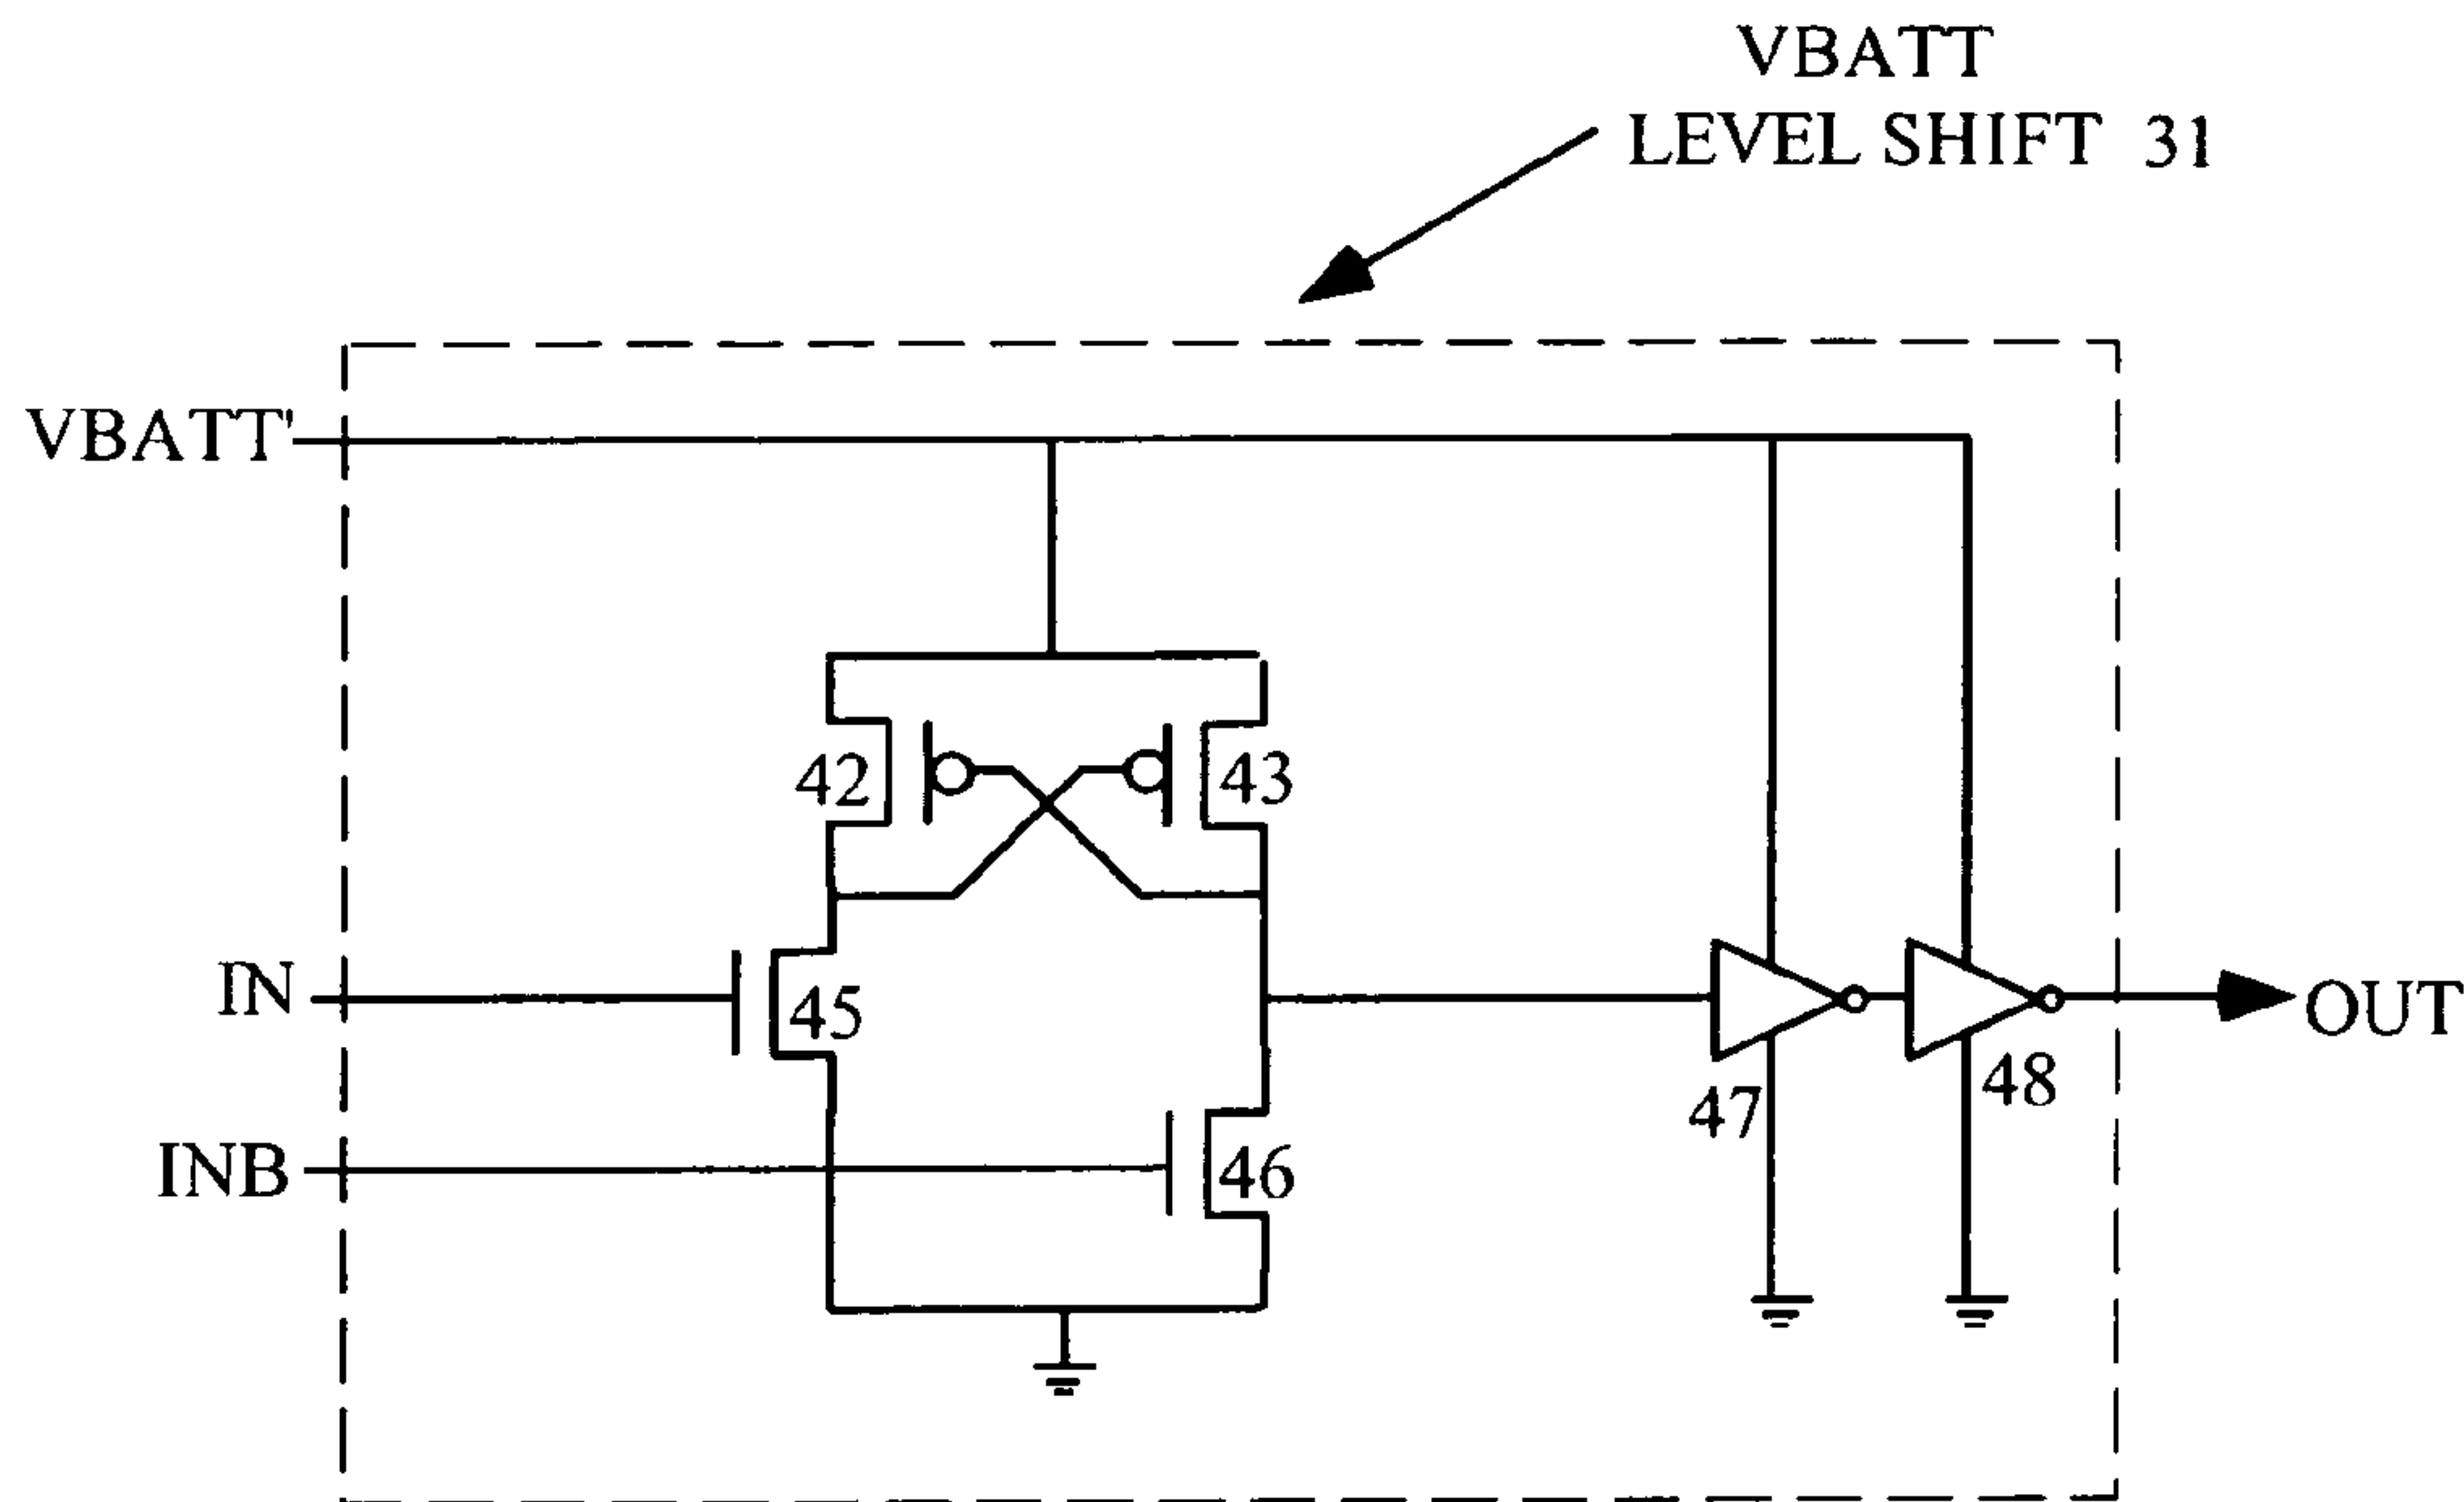 VBATT
LEVEL SHIFT 31
VBATT'
42
43
IN
45
OUT
47
48
INB
46